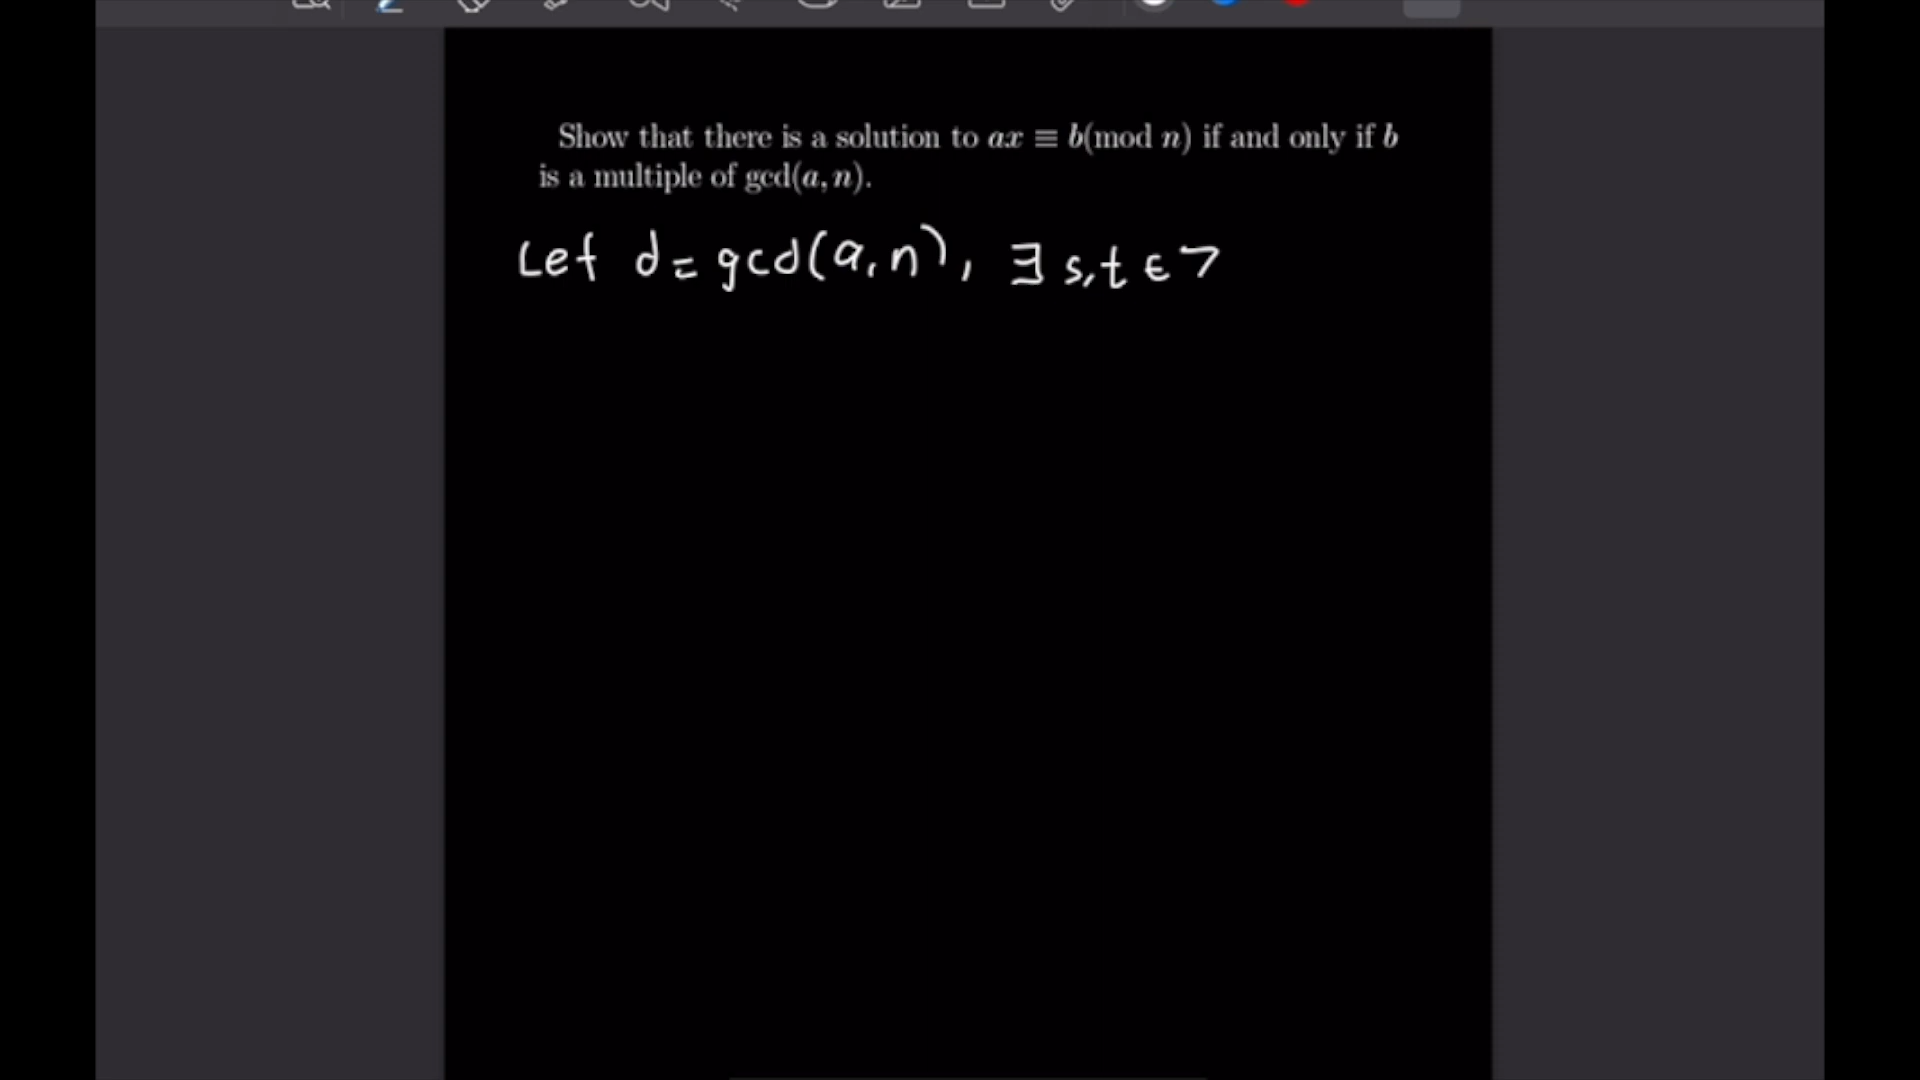 Show that there is a solution to ax ≡ b(mod n) if and only if b
is a multiple of gcd(a, n).
Let d = gcd(a, n), ∃ s,t ∈